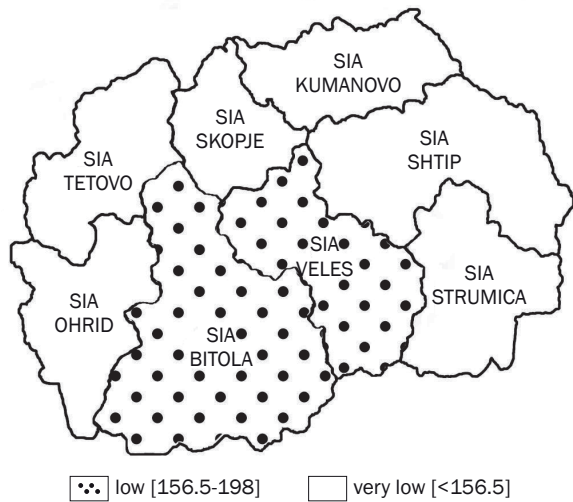 SIA
KUMANOVO
SIA
SKOPJE
SIA
SHTIP
SIA
TETOVO
SIA
VELES
SIA
STRUMICA
SIA
OHRID
SIA
BITOLA
low [156.5-198]
very low [<156.5]